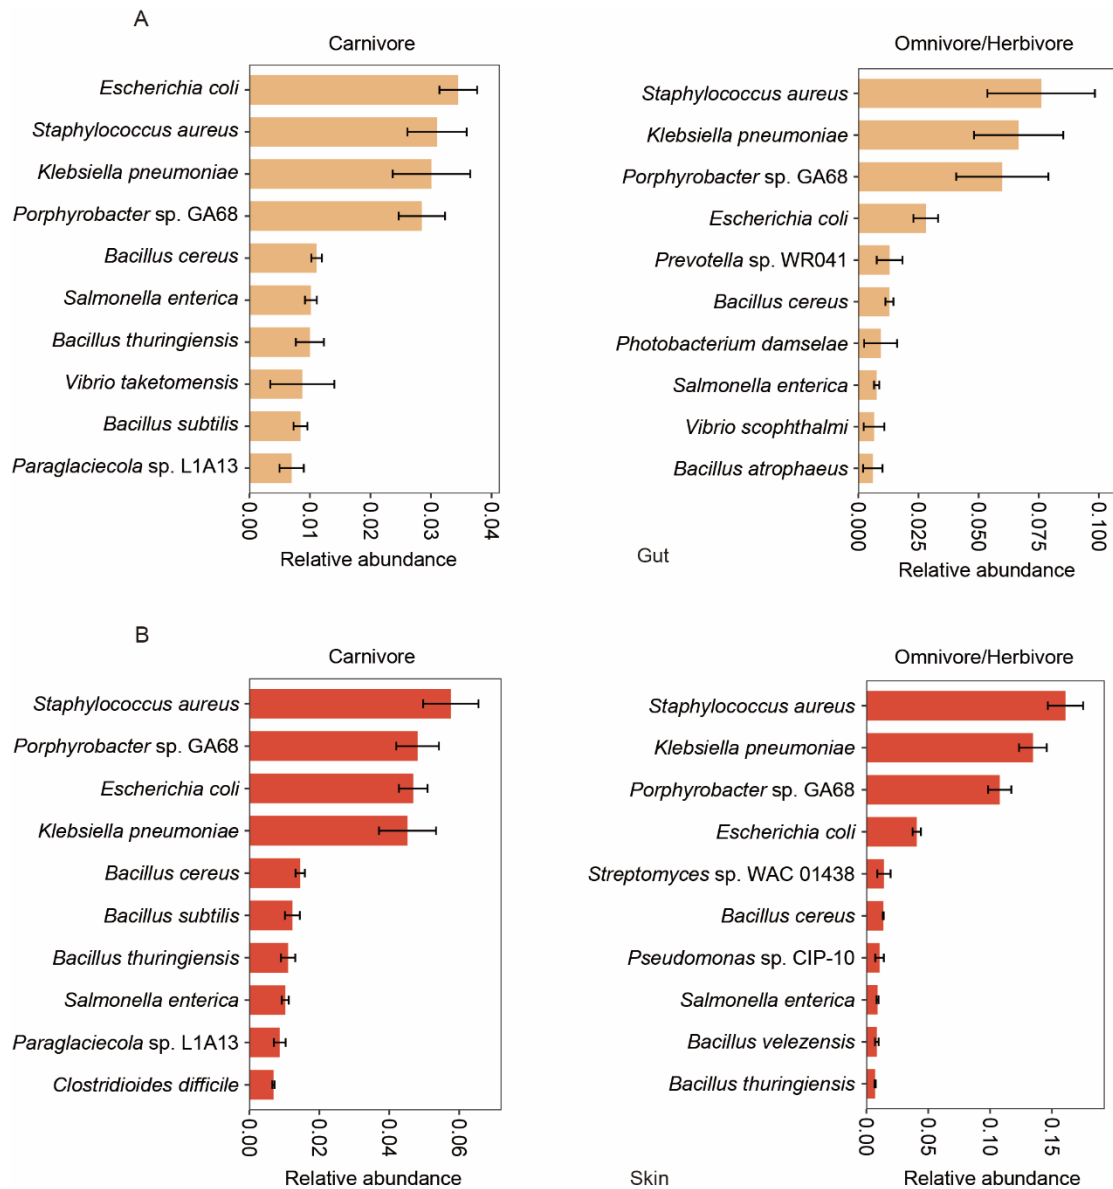 A
Carnivore
Escherichia coli
Staphylococcus aureus
Klebsiella pneumoniae
Porphyrobacter sp. GA68
Bacillus cereus
Salmonella enterica
Bacillus thuringiensis
Vibrio taketomensis
Bacillus subtilis
Paraglaciecola sp. L1A13
0.00 0.01 0.02 0.03 0.04
Relative abundance
Omnivore/Herbivore
Staphylococcus aureus
Klebsiella pneumoniae
Porphyrobacter sp. GA68
Escherichia coli
Prevotella sp. WR041
Bacillus cereus
Photobacterium damselae
Salmonella enterica
Vibrio scophthalmi
Bacillus atrophaeus
0.000 0.025 0.050 0.075 0.100
Relative abundance
Gut
B
Carnivore
Staphylococcus aureus
Porphyrobacter sp. GA68
Escherichia coli
Klebsiella pneumoniae
Bacillus cereus
Bacillus subtilis
Bacillus thuringiensis
Salmonella enterica
Paraglaciecola sp. L1A13
Clostridioides difficile
0.00 0.02 0.04 0.06
Relative abundance
Omnivore/Herbivore
Staphylococcus aureus
Klebsiella pneumoniae
Porphyrobacter sp. GA68
Escherichia coli
Streptomyces sp. WAC 01438
Bacillus cereus
Pseudomonas sp. CIP-10
Salmonella enterica
Bacillus velezensis
Bacillus thuringiensis
0.00 0.05 0.10 0.15
Relative abundance
Skin